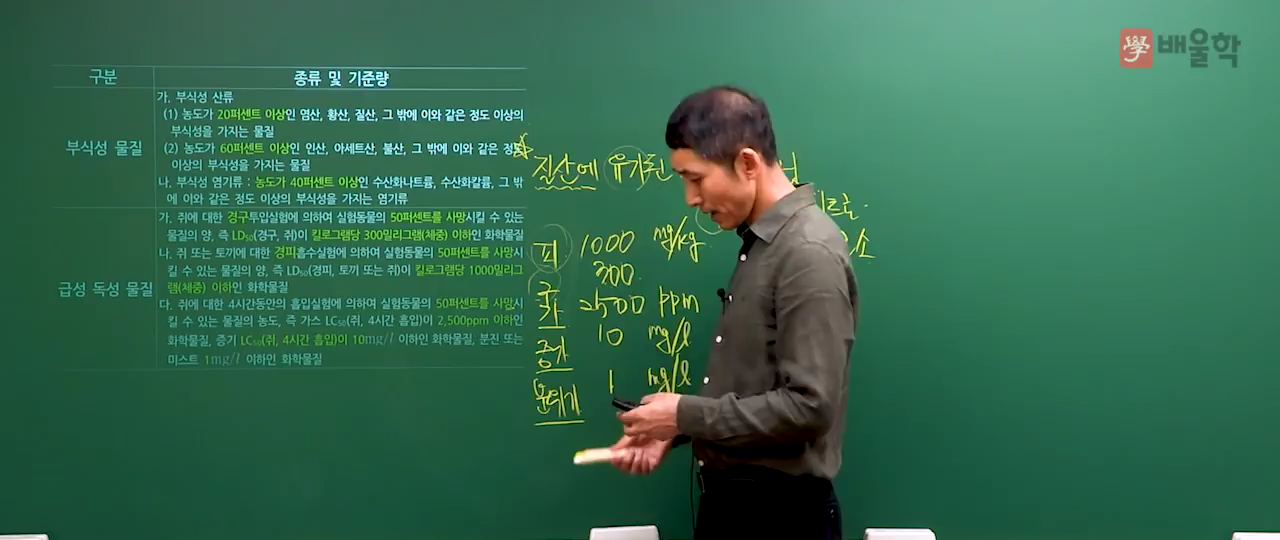 學 배울학
구분 종류 및 기준량
부식성 물질
가. 부식성 산류
(1) 농도가 20퍼센트 이상인 염산, 황산, 질산, 그 밖에 이와 같은 정도 이상의
부식성을 가지는 물질
(2) 농도가 60퍼센트 이상인 인산, 아세트산, 불산, 그 밖에 이와 같은 정도
이상의 부식성을 가지는 물질
나. 부식성 염기류 : 농도가 40퍼센트 이상인 수산화나트륨, 수산화칼륨, 그 밖
에 이와 같은 정도 이상의 부식성을 가지는 염기류
급성 독성 물질
가. 쥐에 대한 경구투입실험에 의하여 실험동물의 50퍼센트를 사망시킬 수 있는
물질의 양, 즉 LD₅₀(경구, 쥐)이 킬로그램당 300밀리그램(체중) 이하인 화학물질
나. 쥐 또는 토끼에 대한 경피흡수실험에 의하여 실험동물의 50퍼센트를 사망시
킬 수 있는 물질의 양, 즉 LD₅₀(경피, 토끼 또는 쥐)이 킬로그램당 1000밀리그
램(체중) 이하인 화학물질
다. 쥐에 대한 4시간동안의 흡입실험에 의하여 실험동물의 50퍼센트를 사망시
킬 수 있는 물질의 농도, 즉 가스 LC₅₀(쥐, 4시간 흡입)이 2,500ppm 이하인
화학물질, 증기 LC₅₀(쥐, 4시간 흡입)이 10mg/ℓ 이하인 화학물질, 분진 또는
미스트 1mg/ℓ 이하인 화학물질
질산에 유기
피 1000 mg/kg
300
가 2500 ppm
증 10 mg/l
1 mg/l